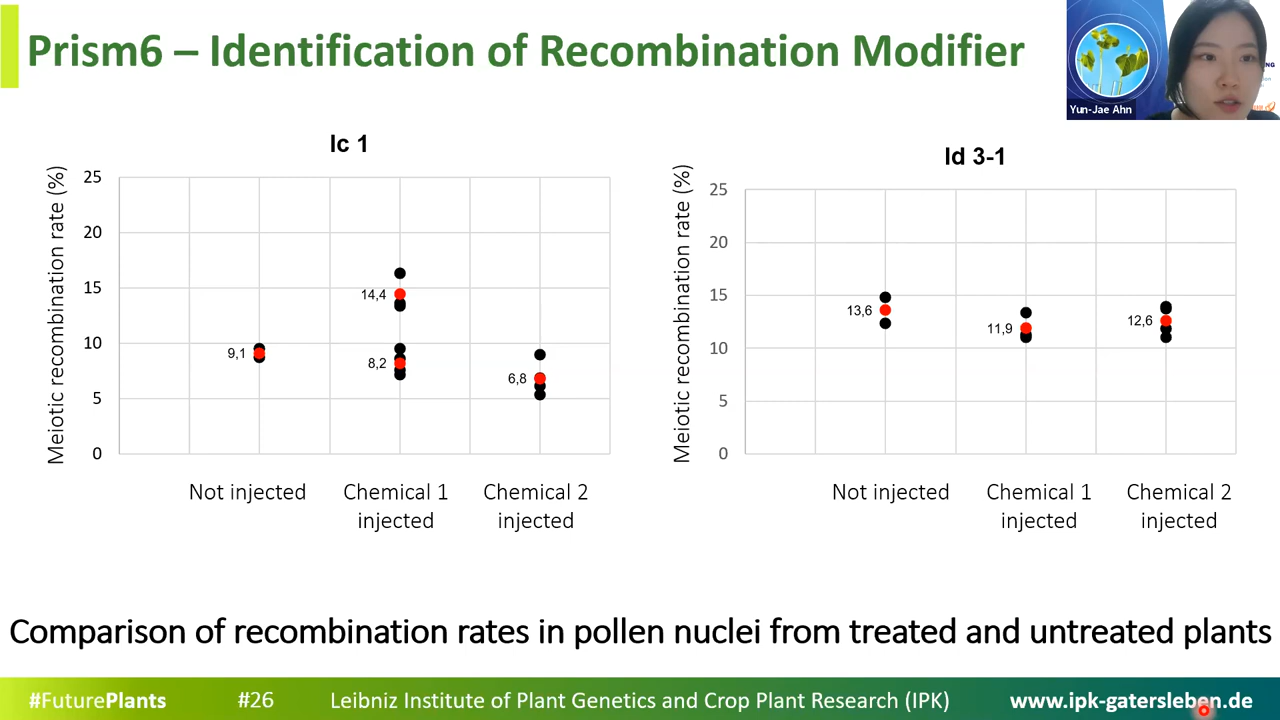 Prism6 – Identification of Recombination Modifier
NG
Yun-Jae Ahn
Ic 1
Meiotic recombination rate (%)
25
20
15
10
5
0
9,1
14,4
8,2
6,8
Not injected
Chemical 1
injected
Chemical 2
injected
Id 3-1
Meiotic recombination rate (%)
25
20
15
10
5
0
13,6
11,9
12,6
Not injected
Chemical 1
injected
Chemical 2
injected
Comparison of recombination rates in pollen nuclei from treated and untreated plants
#FuturePlants
#26
Leibniz Institute of Plant Genetics and Crop Plant Research (IPK)
www.ipk-gatersleben.de